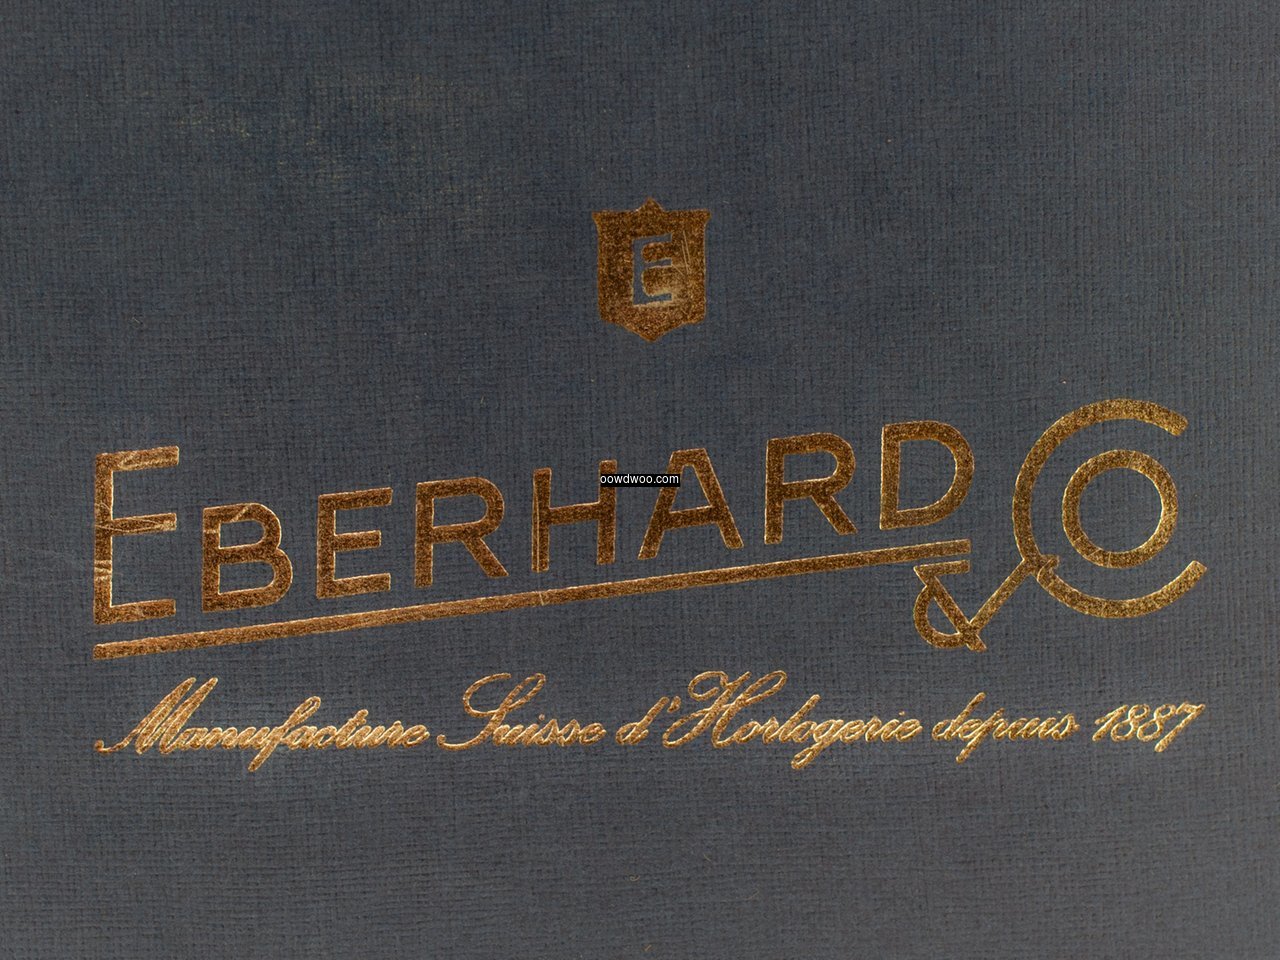 E
EBERHARD & CO
oowdwoo.com
Manufacture Suisse d'Horlogerie depuis 1887